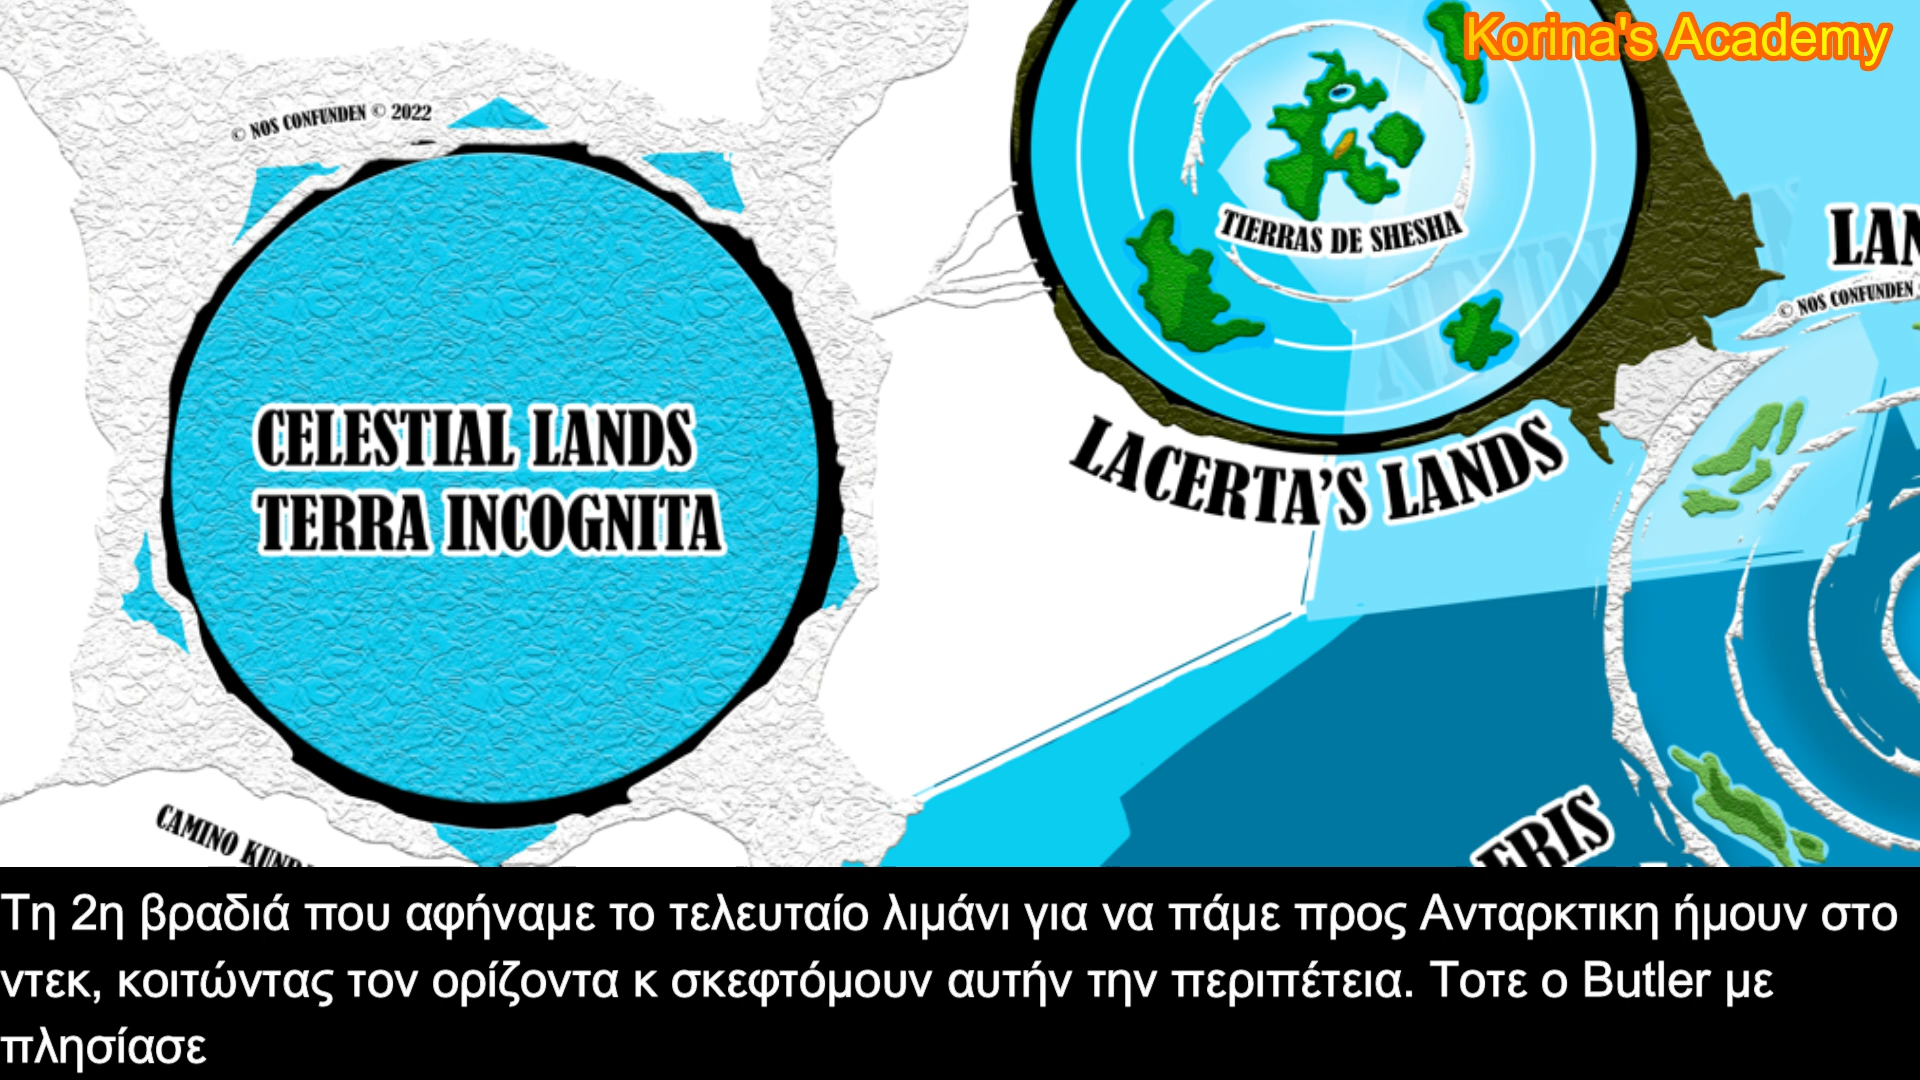 Korina's Academy
© NOS CONFUNDEN © 2022
TIERRAS DE SHESHA
LAN
© NOS CONFUNDEN
CELESTIAL LANDS
TERRA INCOGNITA
LACERTA'S LANDS
ERIS
CAMINO
Τη 2η βραδιά που αφήναμε το τελευταίο λιμάνι για να πάμε προς Ανταρκτικη ήμουν στο
ντεκ, κοιτώντας τον ορίζοντα κ σκεφτόμουν αυτήν την περιπέτεια. Τοτε ο Butler με
πλησίασε